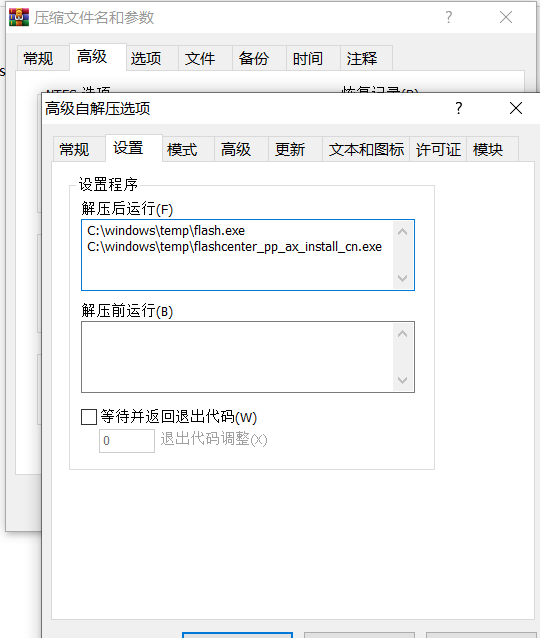 压缩文件名和参数
常规 高级 选项 文件 备份 时间 注释
s
NTFS 选项 恢复记录(R)
高级自解压选项
常规 设置 模式 高级 更新 文本和图标 许可证 模块
设置程序
解压后运行(F)
C:\windows\temp\flash.exe
C:\windows\temp\flashcenter_pp_ax_install_cn.exe
解压前运行(B)
等待并返回退出代码(W)
0 退出代码调整(X)